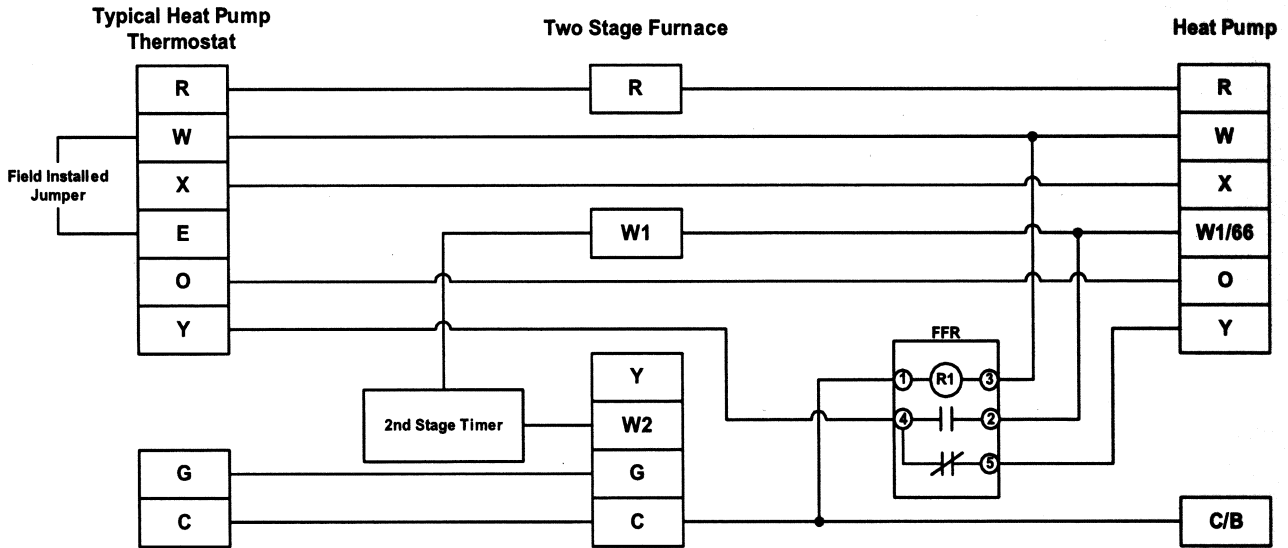 Typical Heat Pump
Thermostat
Two Stage Furnace
Heat Pump
R
R
R
W
W
Field Installed
Jumper
X
X
E
W1
W1/66
O
O
Y
Y
FFR
1
R1
3
Y
4
2
2nd Stage Timer
W2
5
G
G
C
C
C/B